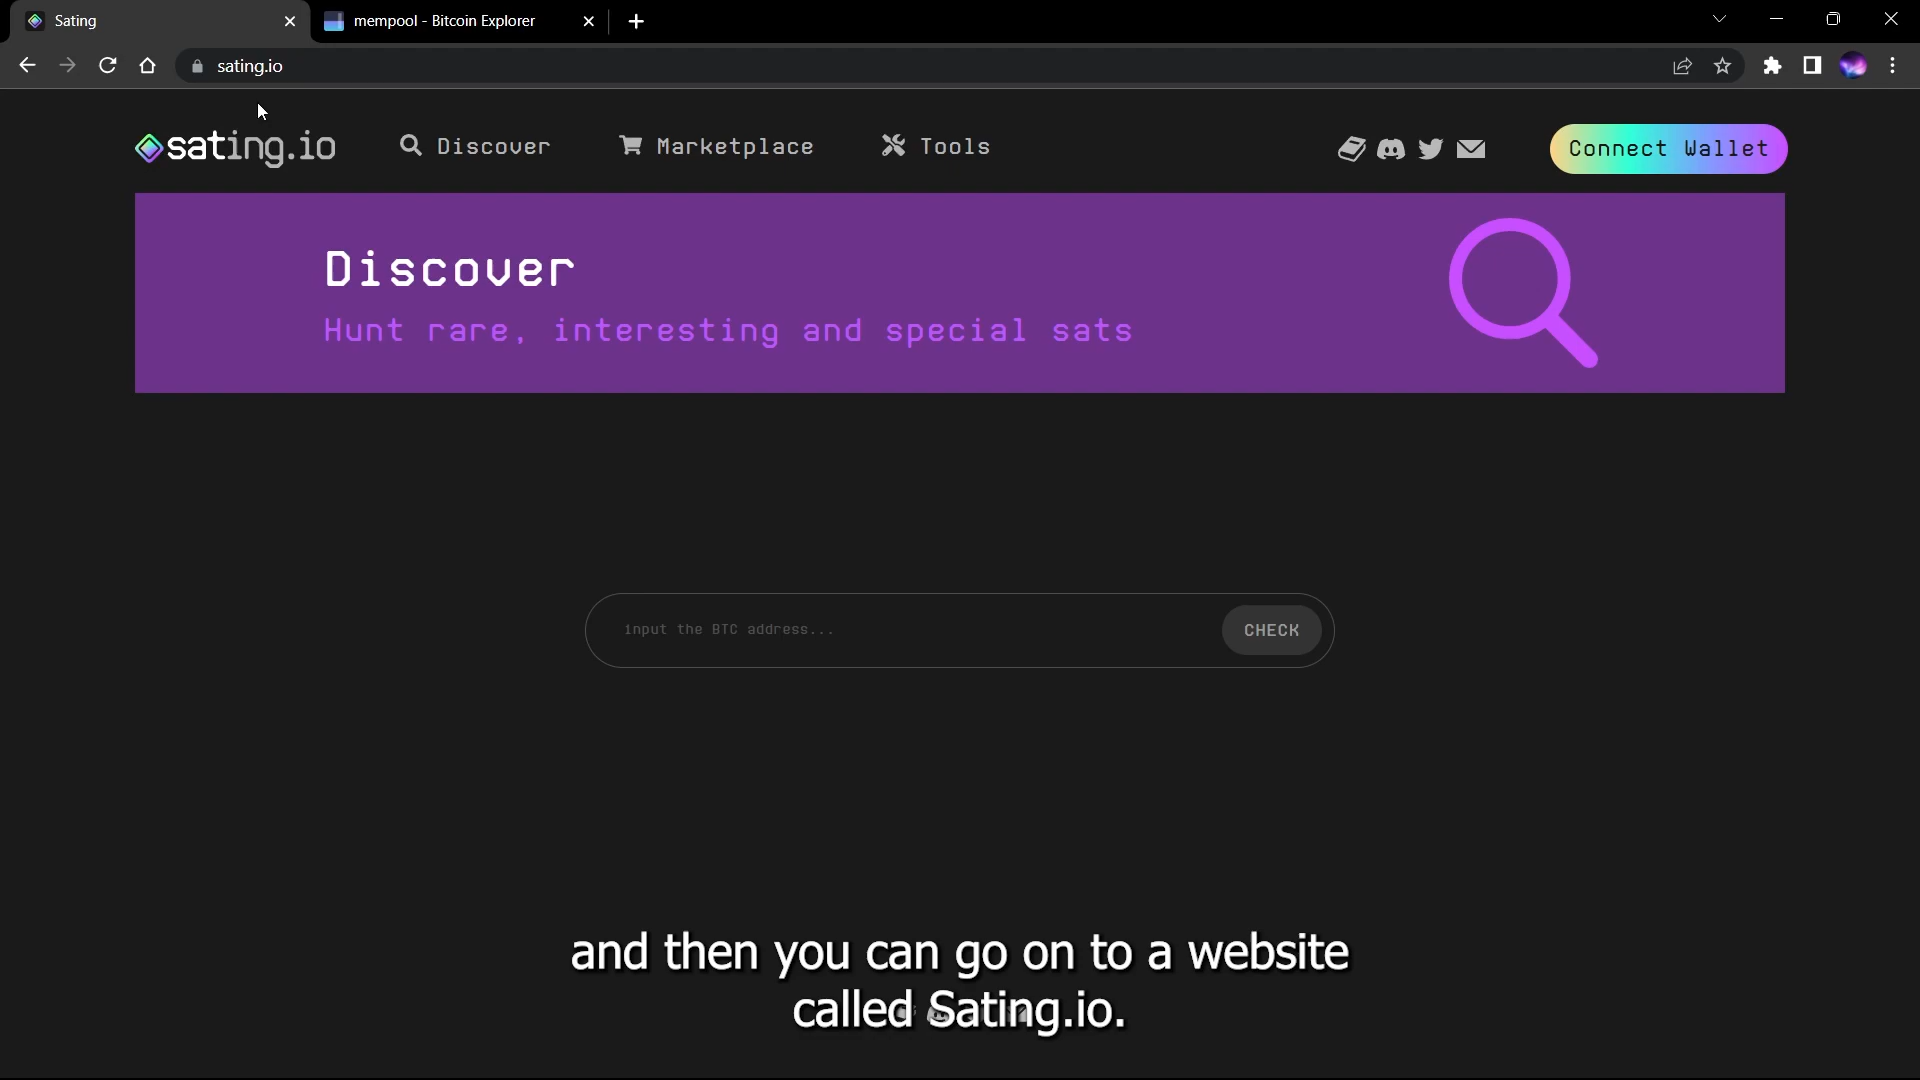 Sating
mempool - Bitcoin Explorer
sating.io
sating.io
Discover
Marketplace
Tools
Connect Wallet
Discover
Hunt rare, interesting and special sats
input the BTC address...
CHECK
and then you can go on to a website
called Sating.io.